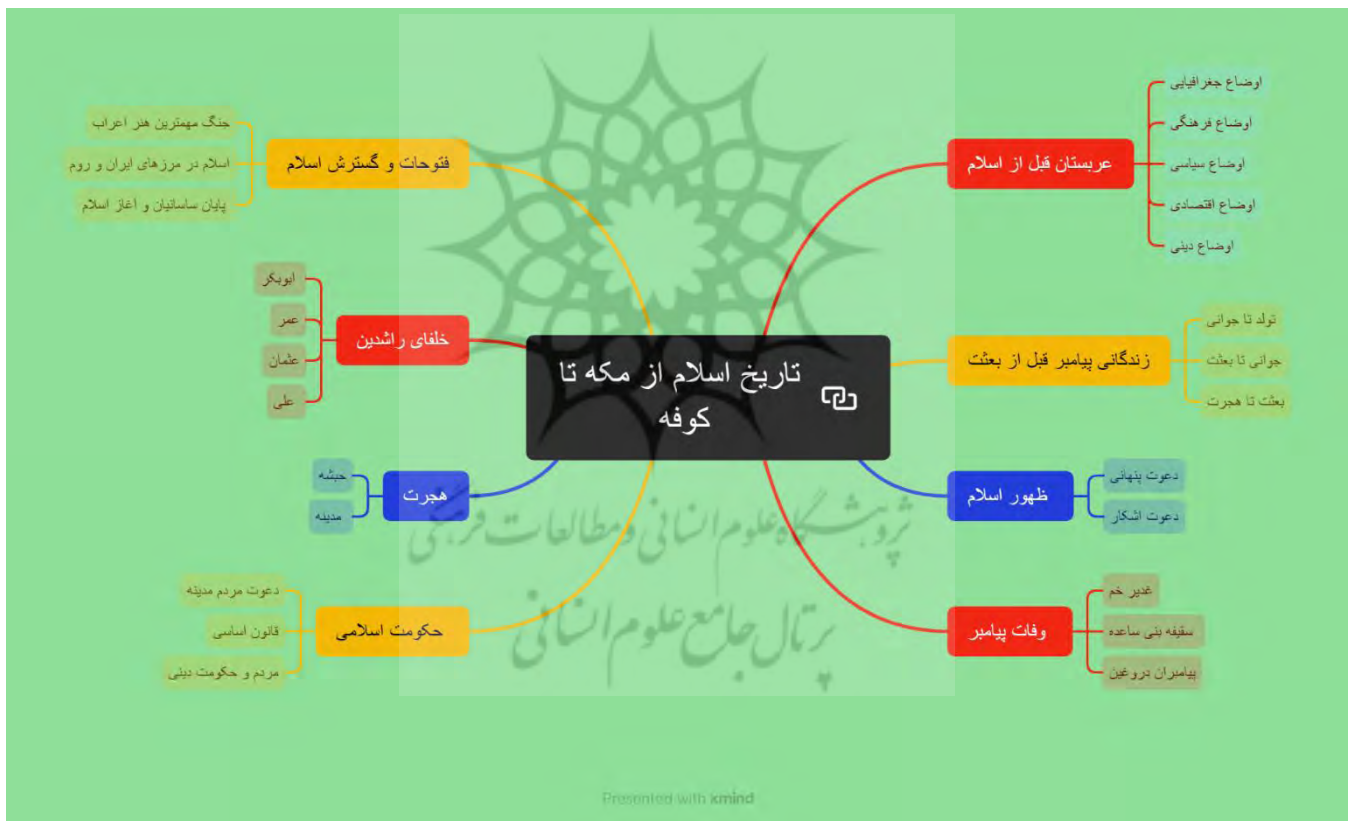 تاریخ اسلام از مکه تا
کوفه
عربستان قبل از اسلام
اوضاع جغرافیایی
اوضاع فرهنگی
اوضاع سیاسی
اوضاع اقتصادی
اوضاع دینی
زندگانی پیامبر قبل از بعثت
تولد تا جوانی
جوانی تا بعثت
بعثت تا هجرت
ظهور اسلام
دعوت پنهانی
دعوت اشکار
وفات پیامبر
غدیر خم
سقیفه بنی ساعده
پیامبران دروغین
فتوحات و گسترش اسلام
جنگ مهمترین هنر اعراب
اسلام در مرزهای ایران و روم
پایان ساسانیان و آغاز اسلام
خلفای راشدین
ابوبکر
عمر
عثمان
علی
هجرت
حبشه
مدینه
حکومت اسلامی
دعوت مردم مدینه
قانون اساسی
مردم و حکومت دینی
پژوهشگاه علوم انسانی و مطالعات فرهنگی
پرتال جامع علوم انسانی
Presented with xmind